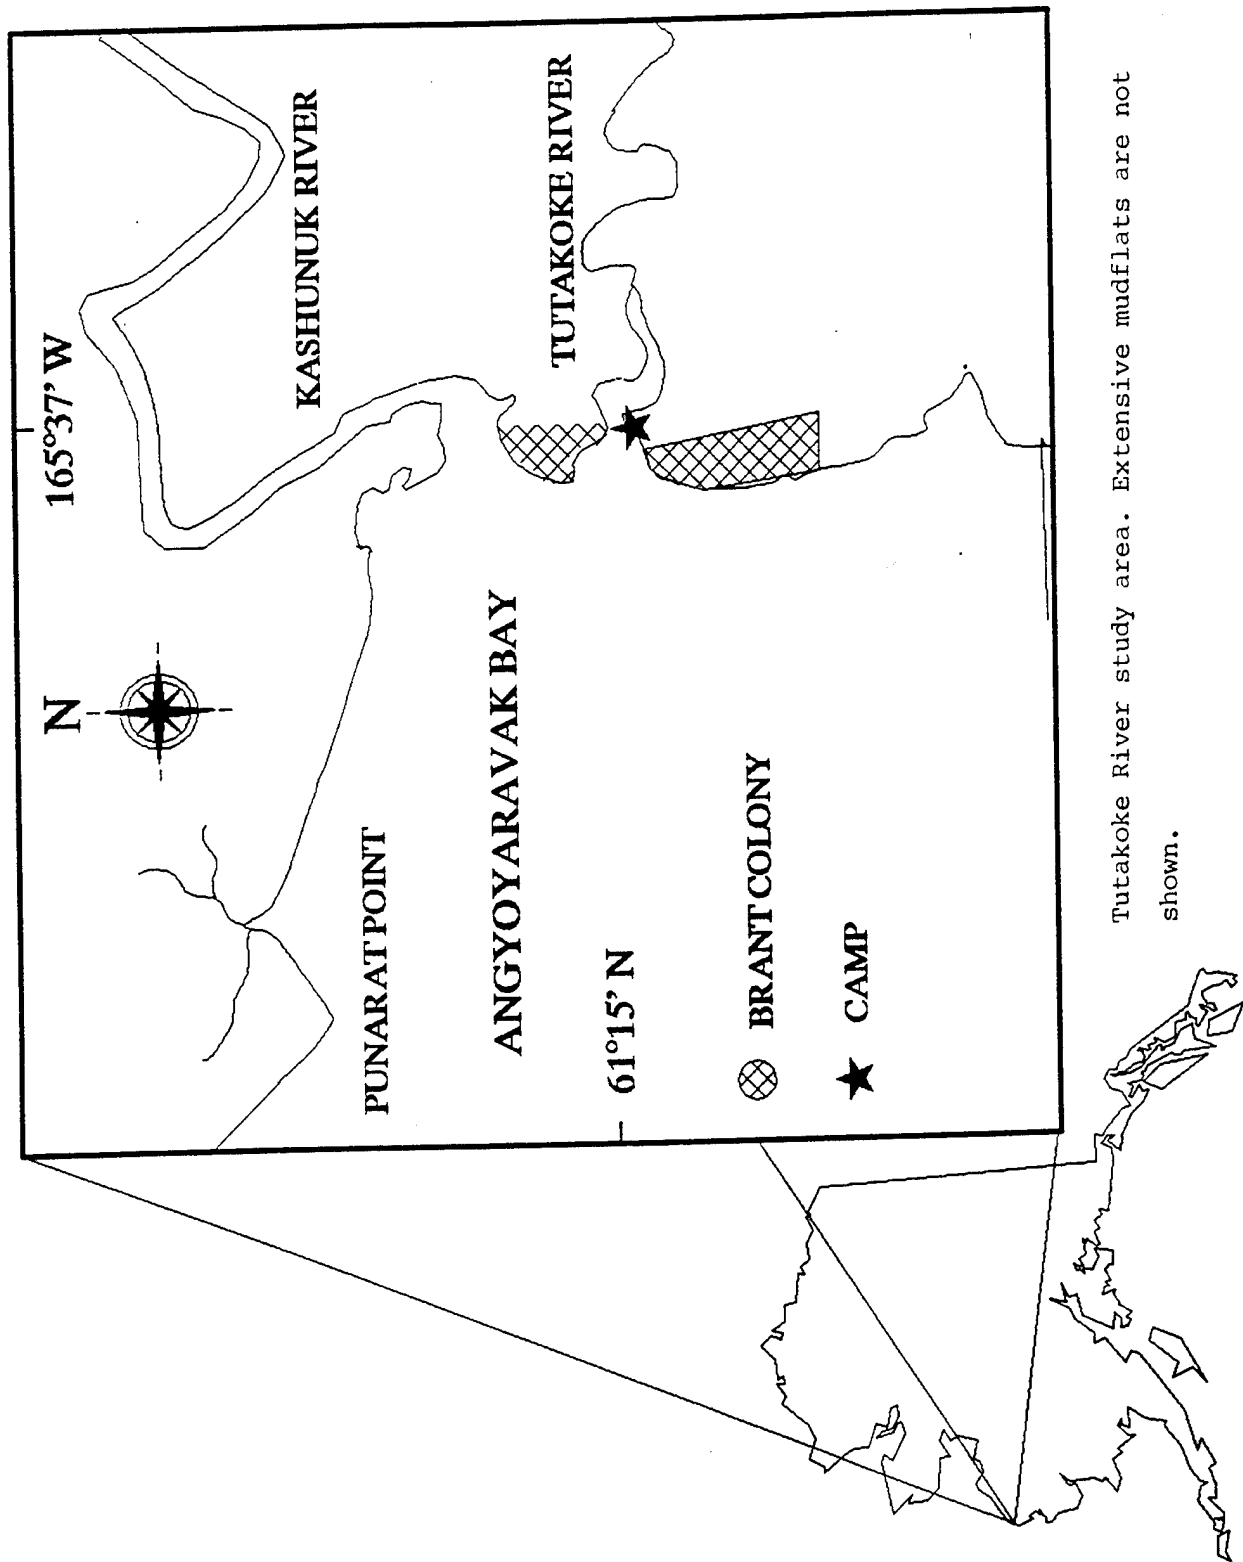 165°37' W
N
KASHUNUK RIVER
PUNARAT POINT
ANGYOYARAVAK BAY
TUTAKOKE RIVER
61°15' N
BRANT COLONY
CAMP
Tutakoke River study area. Extensive mudflats are not
shown.